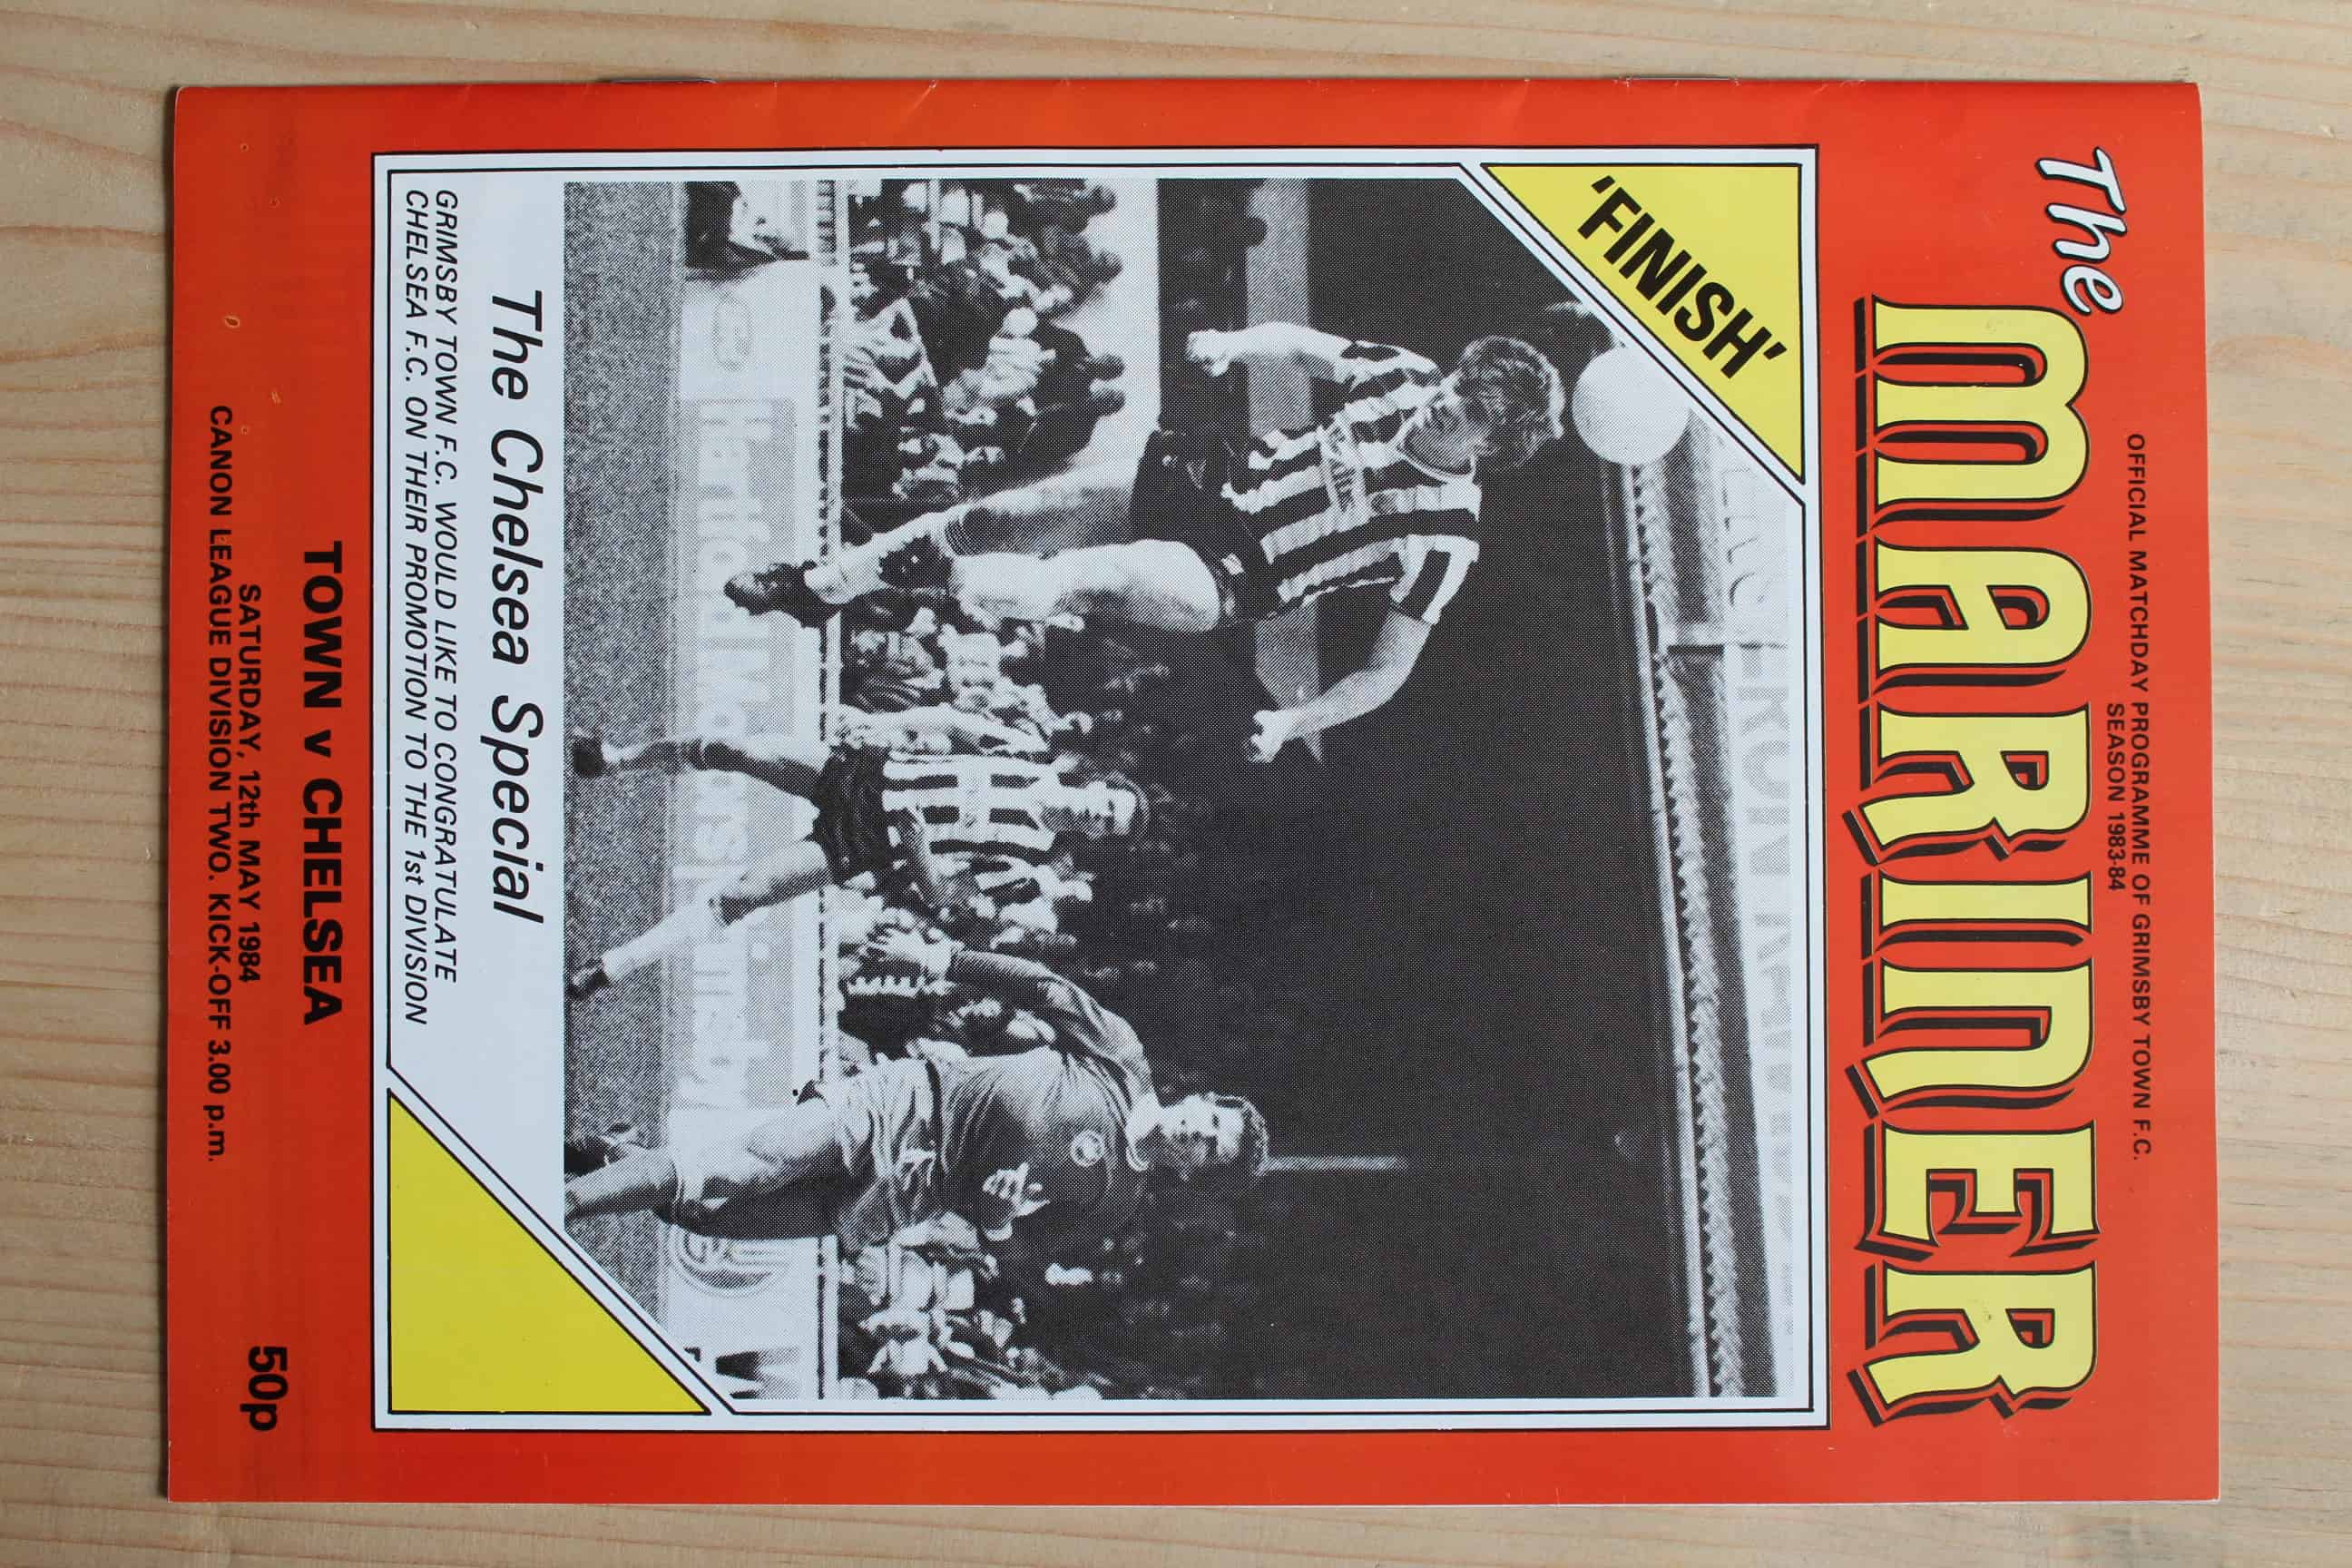 OFFICIAL MATCHDAY PROGRAMME OF GRIMSBY TOWN F.C.
SEASON 1983-84
The
MARINER
'FINISH'
The Chelsea Special
GRIMSBY TOWN F.C. WOULD LIKE TO CONGRATULATE
CHELSEA F.C. ON THEIR PROMOTION TO THE 1st DIVISION
TOWN v CHELSEA
SATURDAY, 12th MAY 1984
CANON LEAGUE DIVISION TWO. KICK-OFF 3.00 p.m.
50p